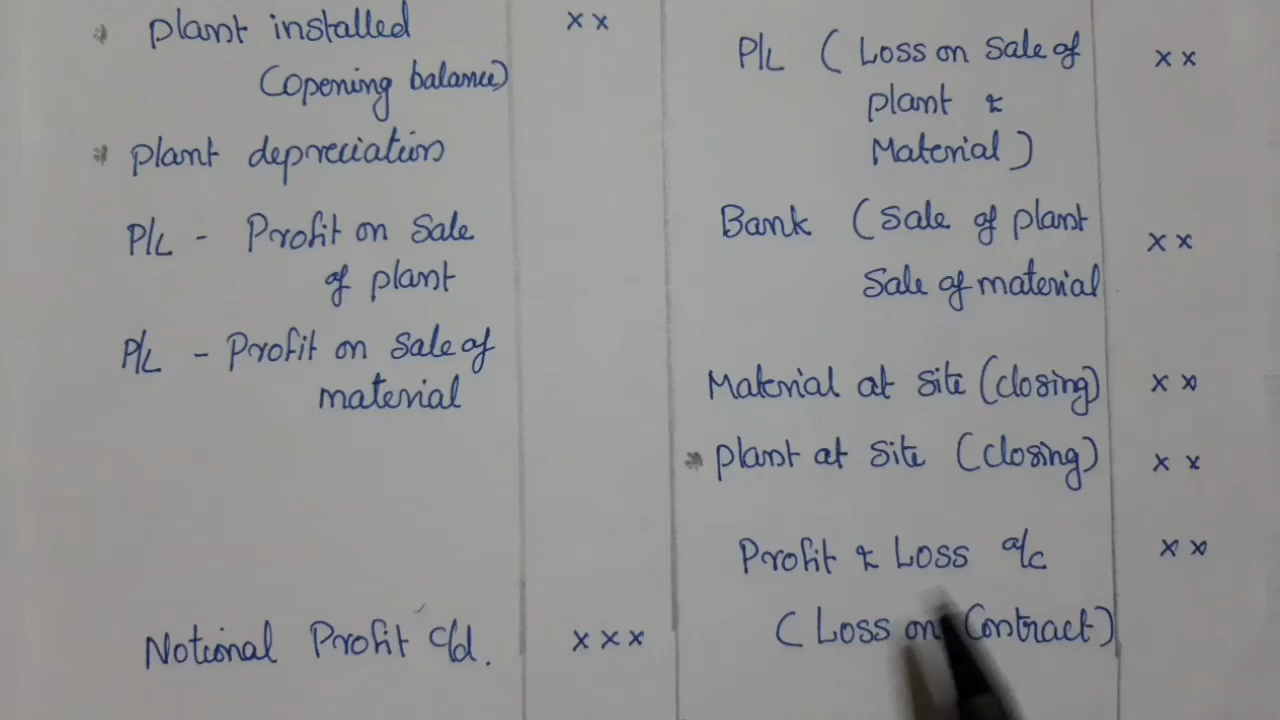 plant installed xx
(opening balance)
plant depreciation
P/L - Profit on Sale
of plant
P/L - Profit on Sale of
material
Notional Profit c/d. xxx
P/L (Loss on Sale of xx
plant &
Material)
Bank (Sale of plant xx
Sale of material
Material at Site (closing) xx
plant at Site (closing) xx
Profit & Loss a/c xx
(Loss on Contract)